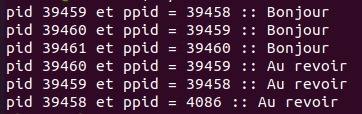 pid 39459 et ppid = 39458 :: Bonjour
pid 39460 et ppid = 39459 :: Bonjour
pid 39461 et ppid = 39460 :: Bonjour
pid 39460 et ppid = 39459 :: Au revoir
pid 39459 et ppid = 39458 :: Au revoir
pid 39458 et ppid = 4086 :: Au revoir